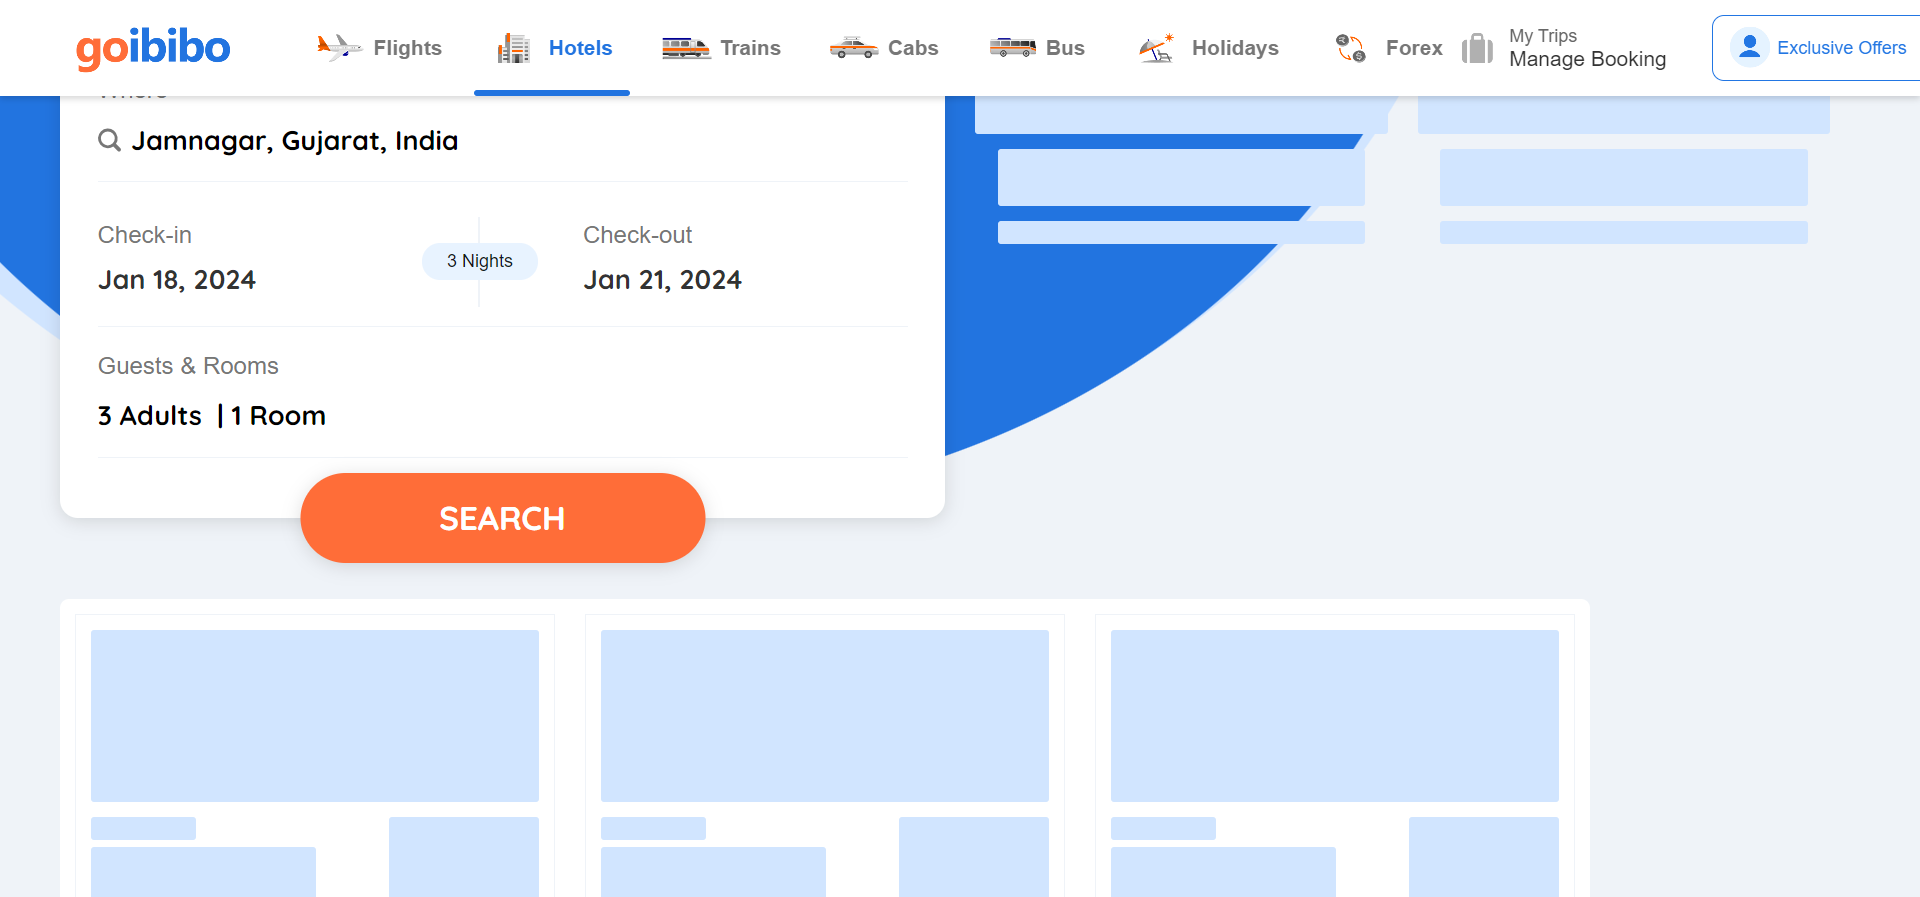 goibibo
Flights
Hotels
Trains
Cabs
Bus
Holidays
Forex
My Trips
Manage Booking
Exclusive Offers
Jamnagar, Gujarat, India
Check-in
Jan 18, 2024
3 Nights
Check-out
Jan 21, 2024
Guests & Rooms
3 Adults | 1 Room
SEARCH